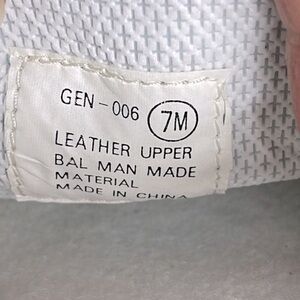 GEN-006 7M
LEATHER UPPER
BAL MAN MADE
MATERIAL
MADE IN CHINA